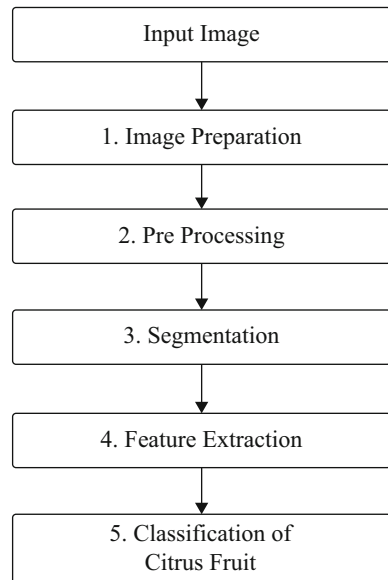 Input Image
1. Image Preparation
2. Pre Processing
3. Segmentation
4. Feature Extraction
5. Classification of
Citrus Fruit